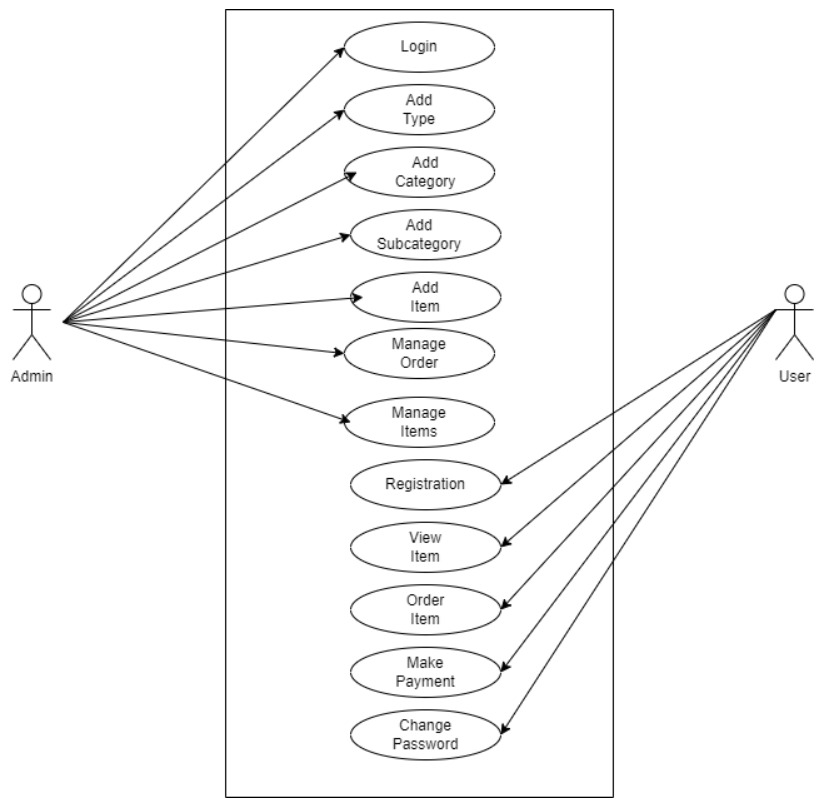 Login
Add
Type
Add
Category
Add
Subcategory
Add
Item
Manage
Order
Manage
Items
Registration
View
Item
Order
Item
Make
Payment
Change
Password
Admin
User